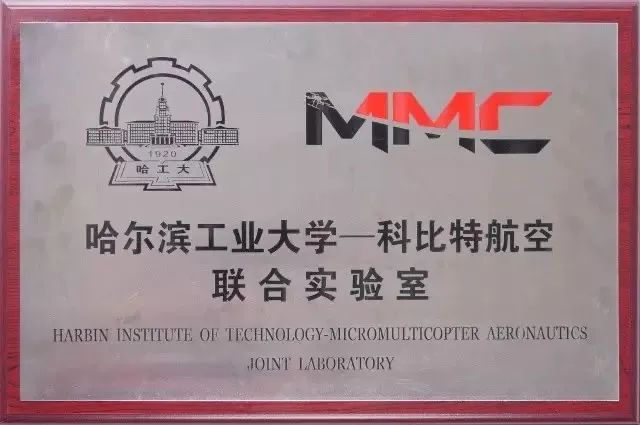 1920
哈工大
MMC
哈尔滨工业大学—科比特航空
联合实验室
HARBIN INSTITUTE OF TECHNOLOGY-MICROMULTICOPTER AERONAUTICS
JOINT LABORATORY